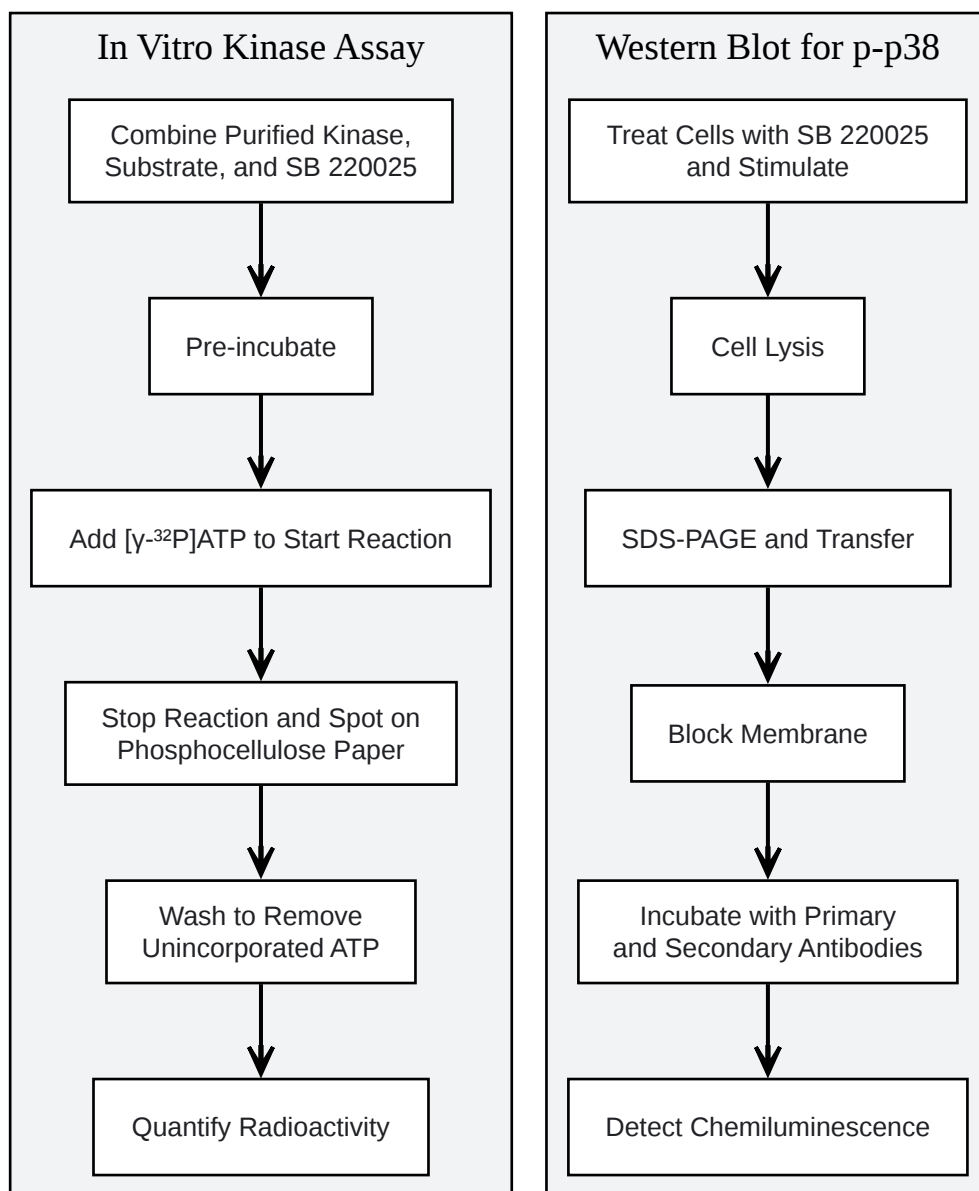 In Vitro Kinase Assay
Combine Purified Kinase,
Substrate, and SB 220025
Pre-incubate
Add [γ-³²P]ATP to Start Reaction
Stop Reaction and Spot on
Phosphocellulose Paper
Wash to Remove
Unincorporated ATP
Quantify Radioactivity
Western Blot for p-p38
Treat Cells with SB 220025
and Stimulate
Cell Lysis
SDS-PAGE and Transfer
Block Membrane
Incubate with Primary
and Secondary Antibodies
Detect Chemiluminescence